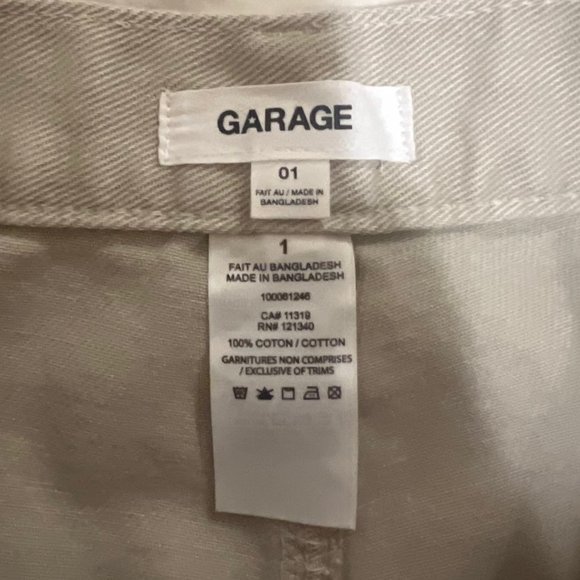 GARAGE
01
FAIT AU / MADE IN
BANGLADESH
1
FAIT AU BANGLADESH
MADE IN BANGLADESH
100061246
CA# 11319
RN# 121340
100% COTON / COTTON
GARNITURES NON COMPRISES
/ EXCLUSIVE OF TRIMS